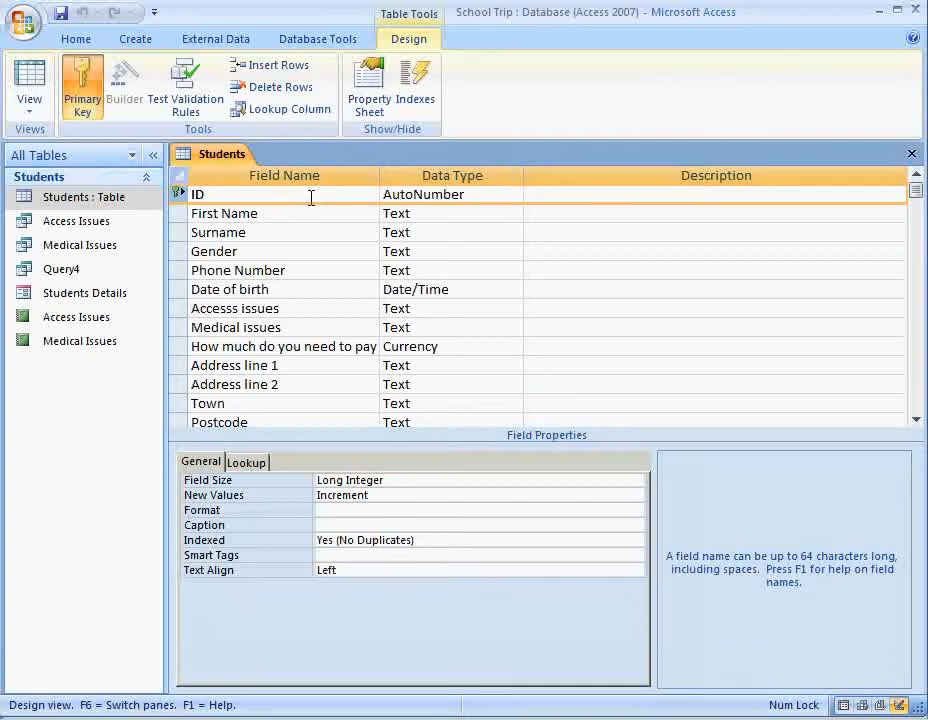 Table Tools
School Trip : Database (Access 2007) - Microsoft Access
Home Create External Data Database Tools Design
View
Views
Primary Key
Builder
Test Validation Rules
Insert Rows
Delete Rows
Lookup Column
Tools
Property Sheet
Indexes
Show/Hide
All Tables
Students
Students : Table
Access Issues
Medical Issues
Query4
Students Details
Access Issues
Medical Issues
Students
Field Name Data Type Description
ID AutoNumber
First Name Text
Surname Text
Gender Text
Phone Number Text
Date of birth Date/Time
Accesss issues Text
Medical issues Text
How much do you need to pay Currency
Address line 1 Text
Address line 2 Text
Town Text
Postcode Text
Field Properties
General Lookup
Field Size Long Integer
New Values Increment
Format
Caption
Indexed Yes (No Duplicates)
Smart Tags
Text Align Left
A field name can be up to 64 characters long,
including spaces. Press F1 for help on field
names.
Design view. F6 = Switch panes. F1 = Help.
Num Lock